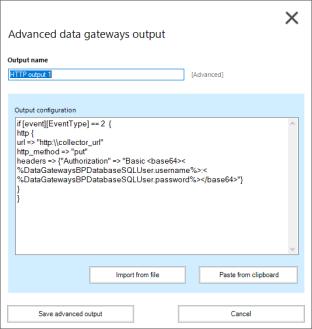 Advanced data gateways output
Output name
HTTP output 1
[Advanced]
Output configuration
if [event][EventType] == 2 {
http {
url => "http:\\collector_url"
http_method => "put"
headers => {"Authorization" => "Basic <base64><
%DataGatewaysBPDatabaseSQLUser.username%>:<
%DataGatewaysBPDatabaseSQLUser.password%></base64>"}
}
}
Import from file
Paste from clipboard
Save advanced output
Cancel